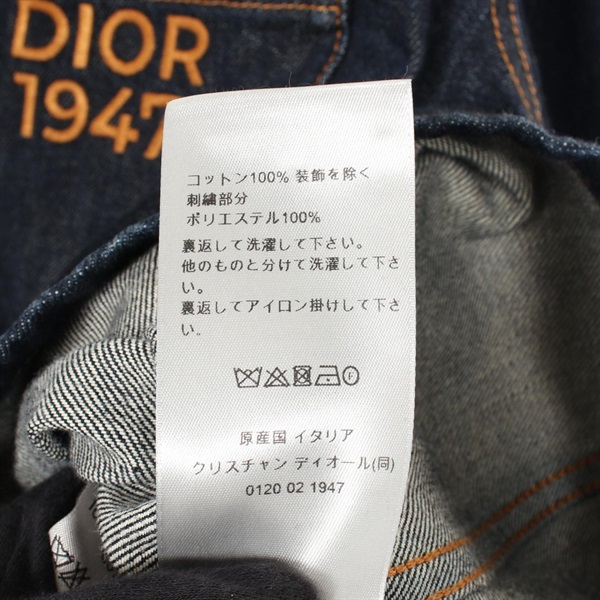 DIOR
1947
コットン100% 装飾を除く
刺繍部分
ポリエステル100%
裏返して洗濯して下さい。
他のものと分けて洗濯して下さ
い。
裏返してアイロン掛けして下さ
い。
原産国 イタリア
クリスチャン ディオール(同)
0120 02 1947